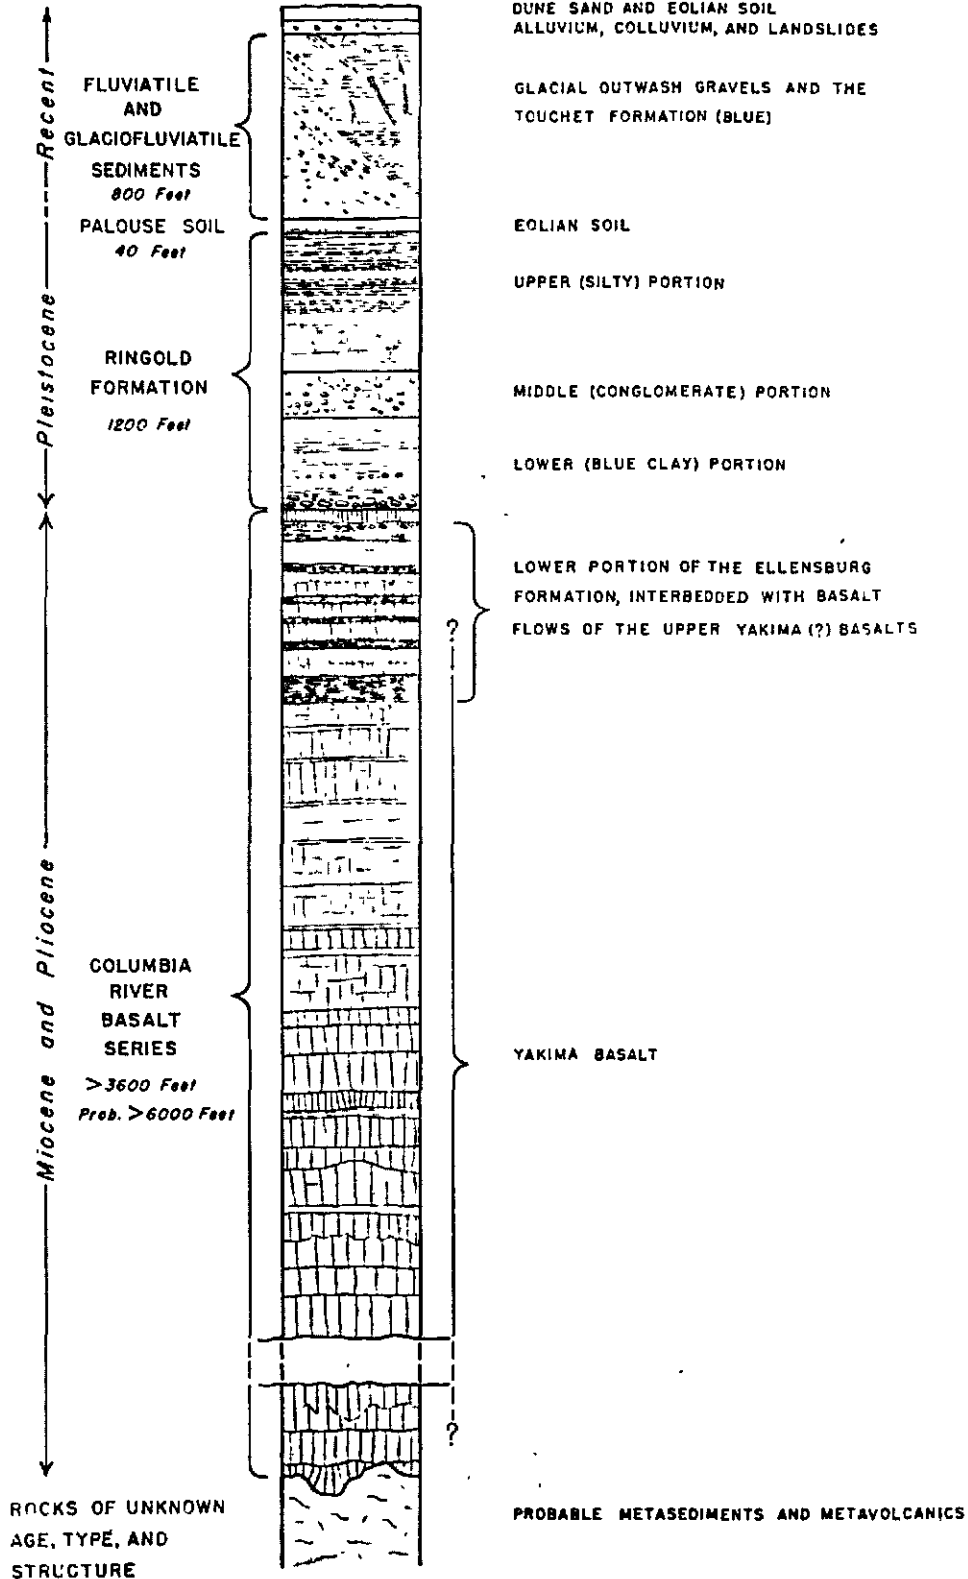 DUNE SAND AND EOLIAN SOIL
ALLUVIUM, COLLUVIUM, AND LANDSLIDES
Recent
FLUVIATILE
AND
GLACIOFLUVIATILE
SEDIMENTS
800 Feet
GLACIAL OUTWASH GRAVELS AND THE
TOUCHET FORMATION (BLUE)
PALOUSE SOIL
40 Feet
EOLIAN SOIL
Pleistocene
RINGOLD
FORMATION
1200 Feet
UPPER (SILTY) PORTION
MIDDLE (CONGLOMERATE) PORTION
LOWER (BLUE CLAY) PORTION
LOWER PORTION OF THE ELLENSBURG
FORMATION, INTERBEDDED WITH BASALT
FLOWS OF THE UPPER YAKIMA (?) BASALTS
?
Miocene and Pliocene
COLUMBIA
RIVER
BASALT
SERIES
>3600 Feet
Prob. >6000 Feet
YAKIMA BASALT
?
ROCKS OF UNKNOWN
AGE, TYPE, AND
STRUCTURE
PROBABLE METASEDIMENTS AND METAVOLCANICS